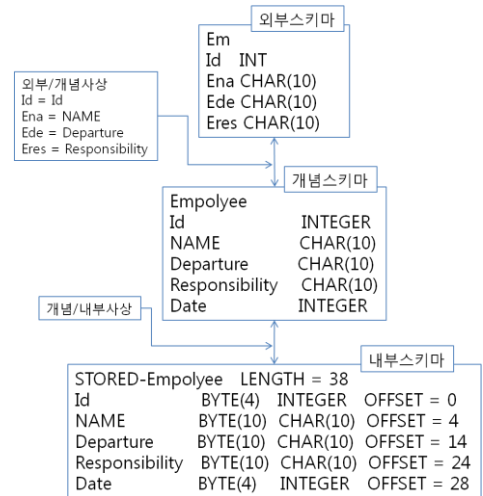 외부스키마
Em
Id INT
Ena CHAR(10)
Ede CHAR(10)
Eres CHAR(10)
외부/개념사상
Id = Id
Ena = NAME
Ede = Departure
Eres = Responsibility
개념스키마
Empolyee
Id INTEGER
NAME CHAR(10)
Departure CHAR(10)
Responsibility CHAR(10)
Date INTEGER
개념/내부사상
내부스키마
STORED-Empolyee LENGTH = 38
Id BYTE(4) INTEGER OFFSET = 0
NAME BYTE(10) CHAR(10) OFFSET = 4
Departure BYTE(10) CHAR(10) OFFSET = 14
Responsibility BYTE(10) CHAR(10) OFFSET = 24
Date BYTE(4) INTEGER OFFSET = 28